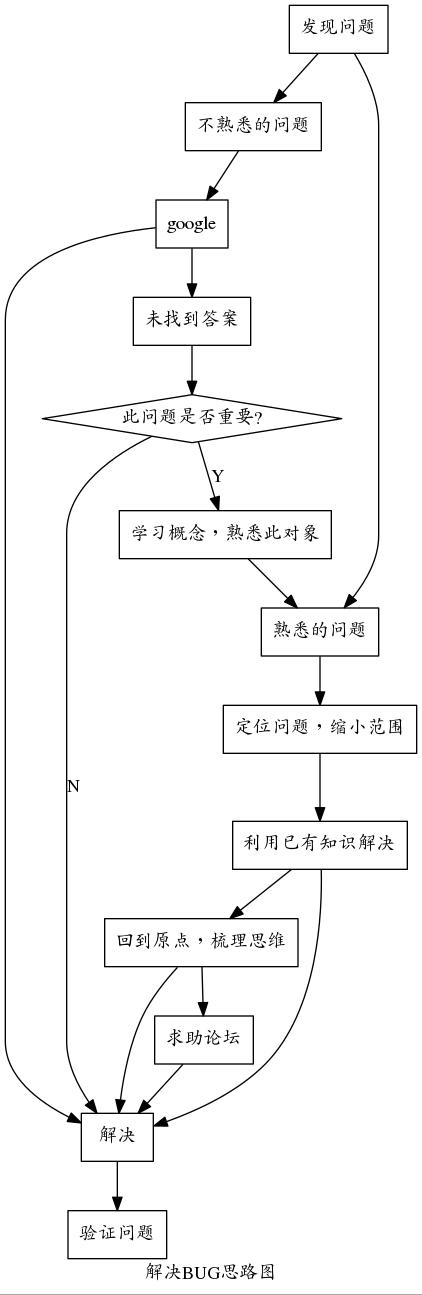 发现问题
不熟悉的问题
google
未找到答案
此问题是否重要?
Y
学习概念，熟悉此对象
熟悉的问题
定位问题，缩小范围
N
利用已有知识解决
回到原点，梳理思维
求助论坛
解决
验证问题
解决BUG思路图